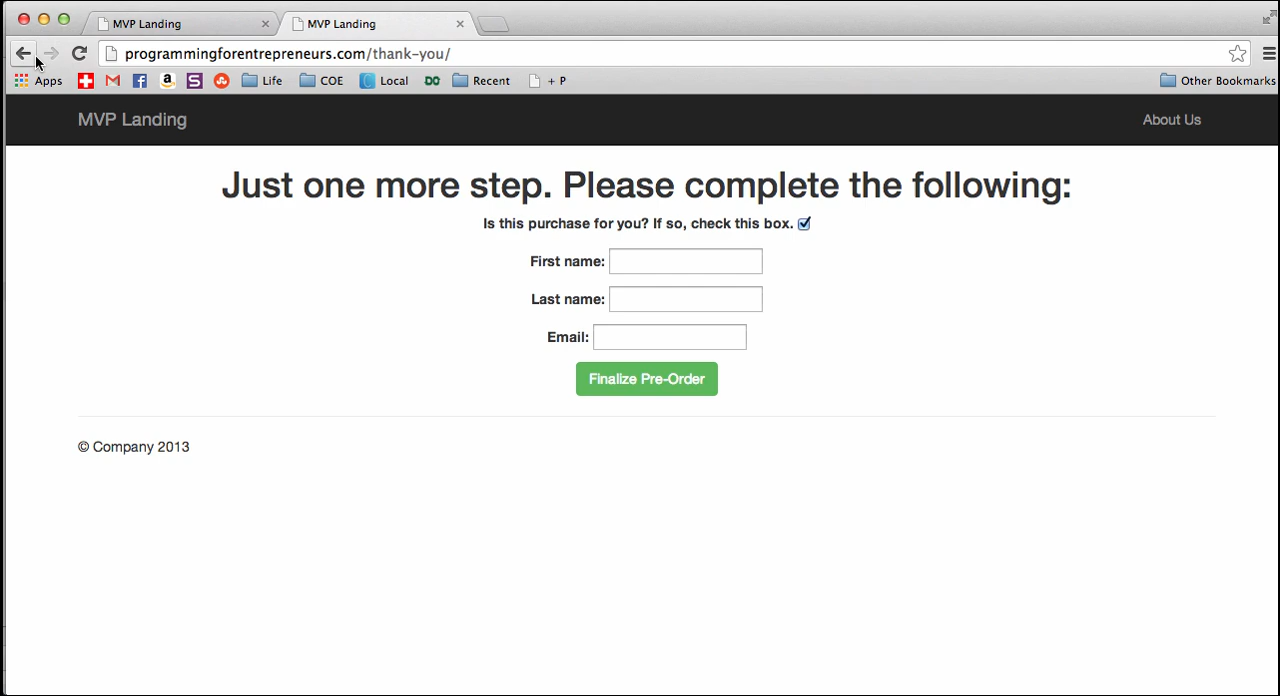 MVP Landing
MVP Landing
programmingforentrepreneurs.com/thank-you/
Apps
Life
COE
Local
DO
Recent
+ P
Other Bookmarks
MVP Landing
About Us
Just one more step. Please complete the following:
Is this purchase for you? If so, check this box.
First name:
Last name:
Email:
Finalize Pre-Order
© Company 2013